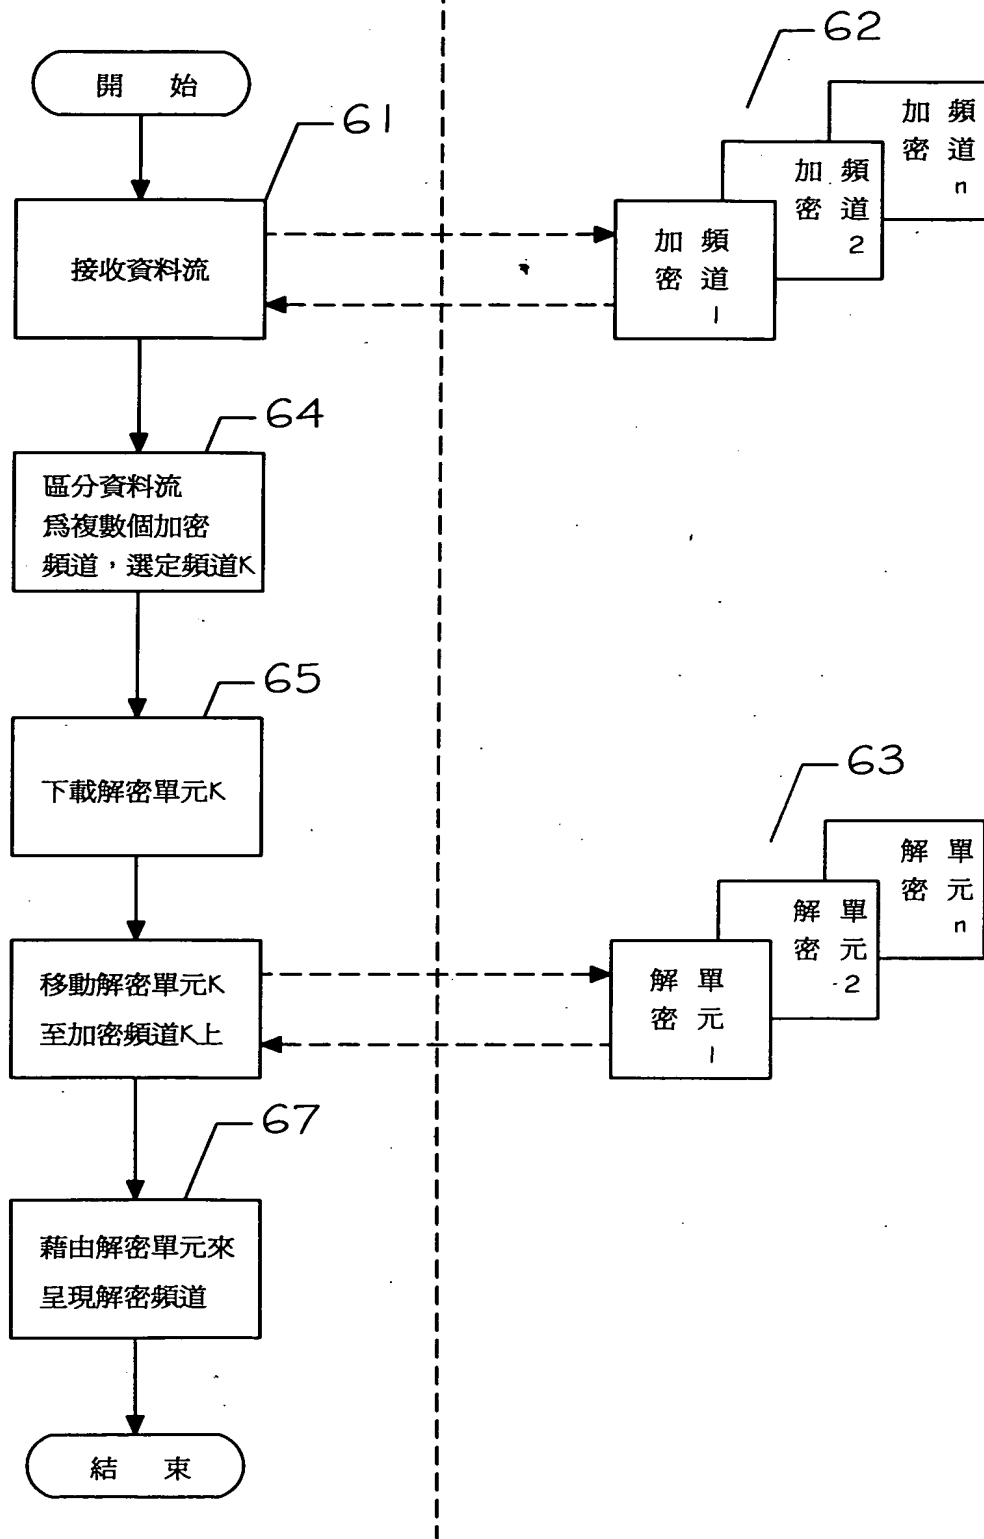 開 始
61
接收資料流
64
區分資料流
為複數個加密
頻道，選定頻道K
65
下載解密單元K
移動解密單元K
至加密頻道K上
67
藉由解密單元來
呈現解密頻道
結 束
62
加 頻
密 道
1
加 頻
密 道
2
加 頻
密 道
n
63
解 單
密 元
1
解 單
密 元
2
解 單
密 元
n